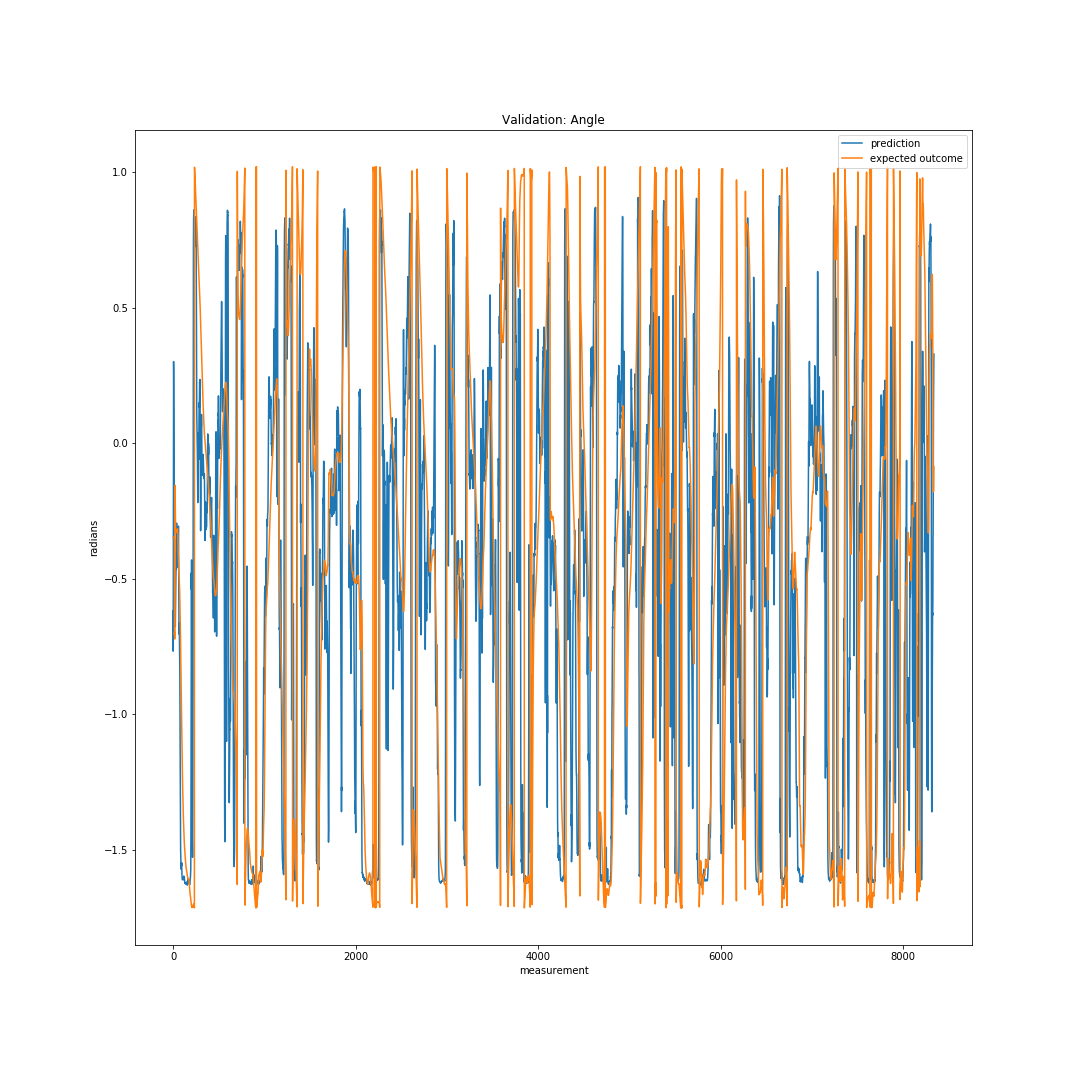 Validation: Angle
prediction
expected outcome
1.0
0.5
0.0
−0.5
−1.0
−1.5
radians
0 2000 4000 6000 8000
measurement